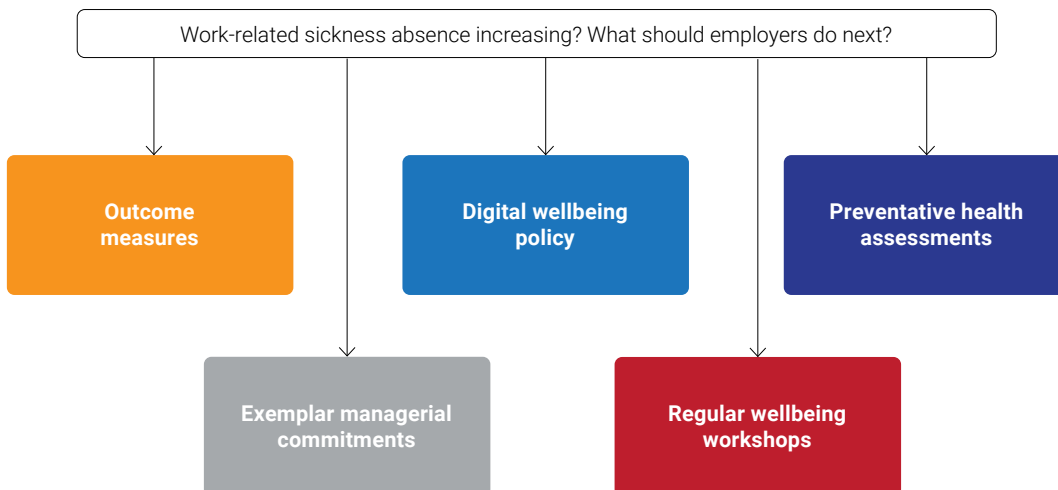 Work-related sickness absence increasing? What should employers do next?
Outcome
measures
Digital wellbeing
policy
Preventative health
assessments
Exemplar managerial
commitments
Regular wellbeing
workshops